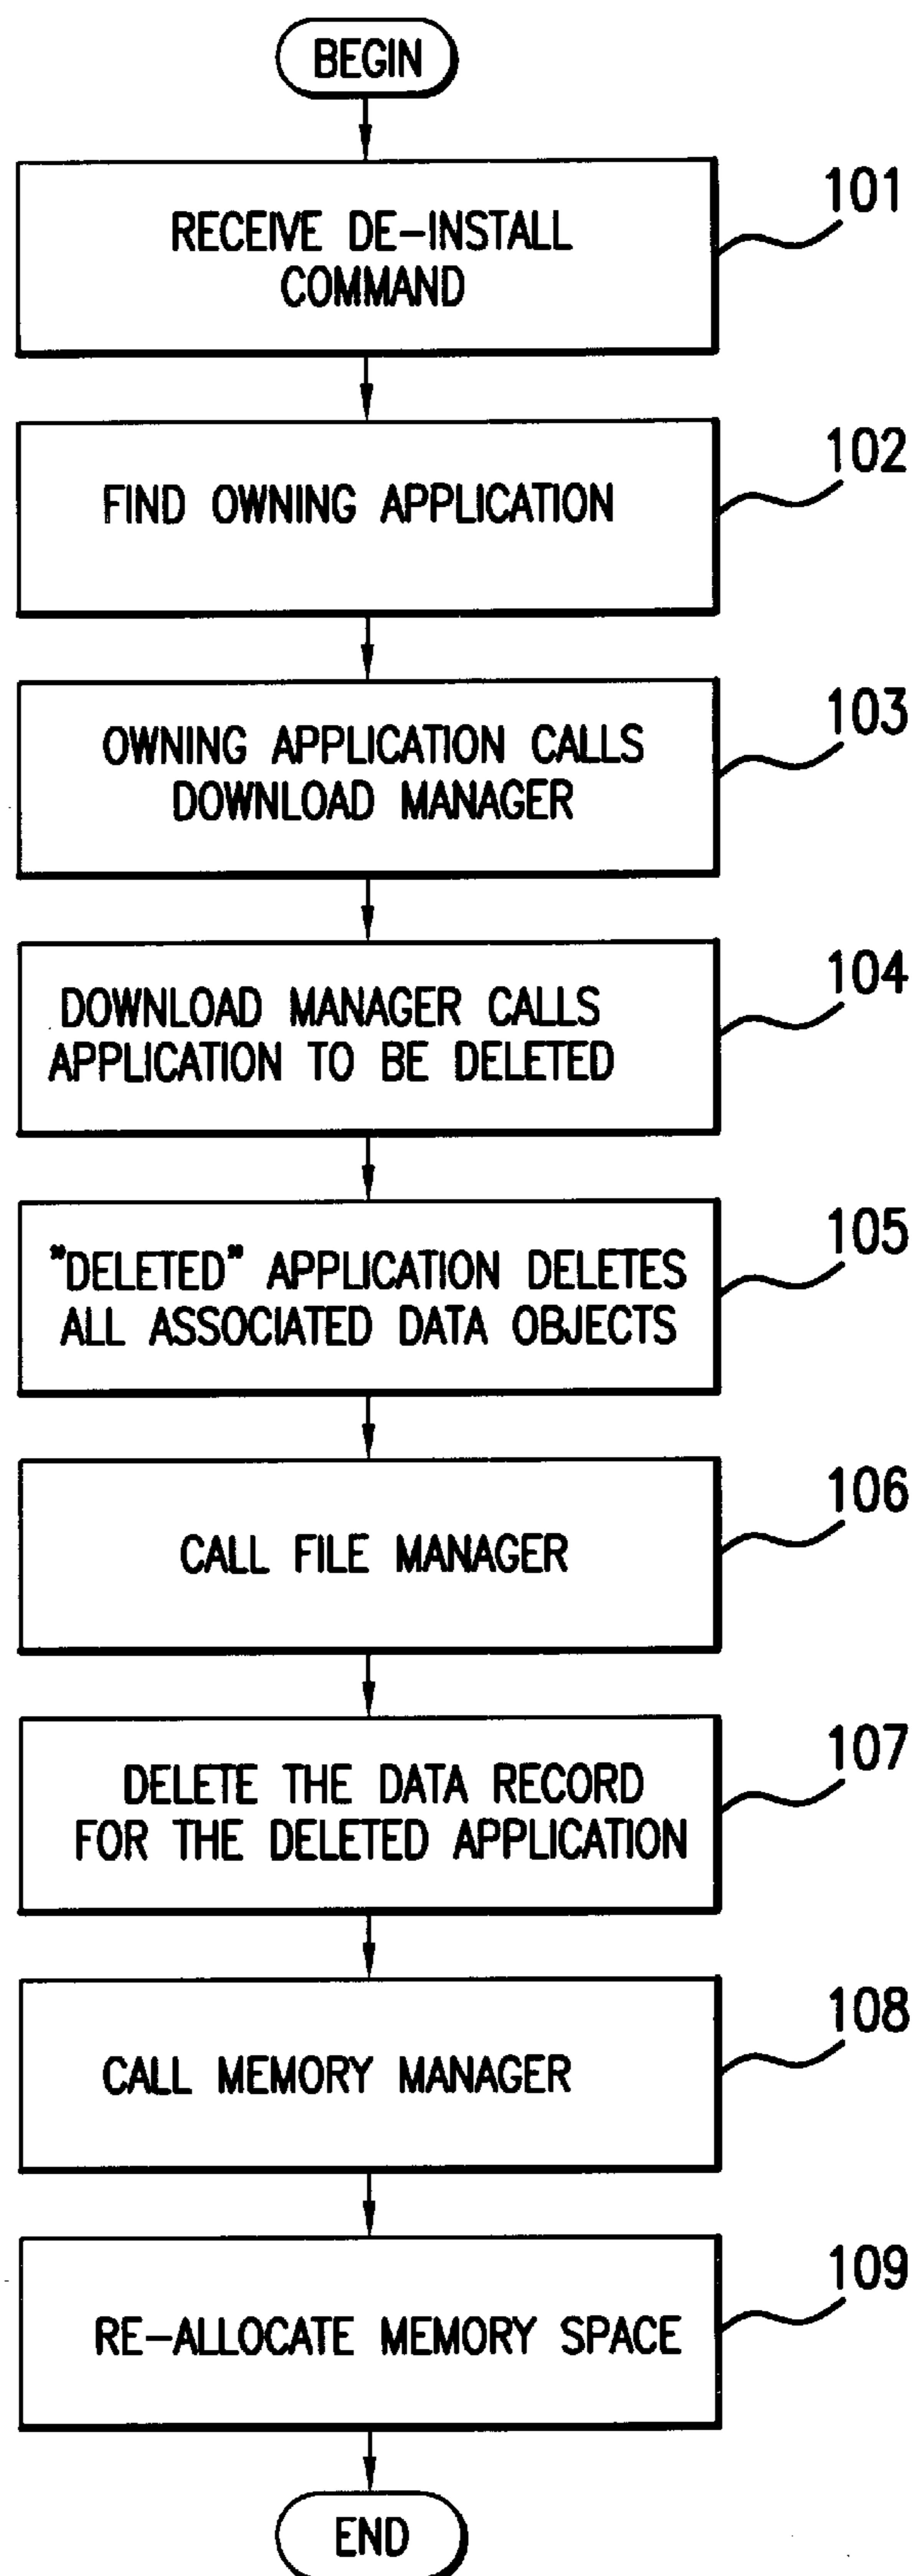 BEGIN
RECEIVE DE-INSTALL
COMMAND
101
FIND OWNING APPLICATION
102
OWNING APPLICATION CALLS
DOWNLOAD MANAGER
103
DOWNLOAD MANAGER CALLS
APPLICATION TO BE DELETED
104
"DELETED" APPLICATION DELETES
ALL ASSOCIATED DATA OBJECTS
105
CALL FILE MANAGER
106
DELETE THE DATA RECORD
FOR THE DELETED APPLICATION
107
CALL MEMORY MANAGER
108
RE-ALLOCATE MEMORY SPACE
109
END